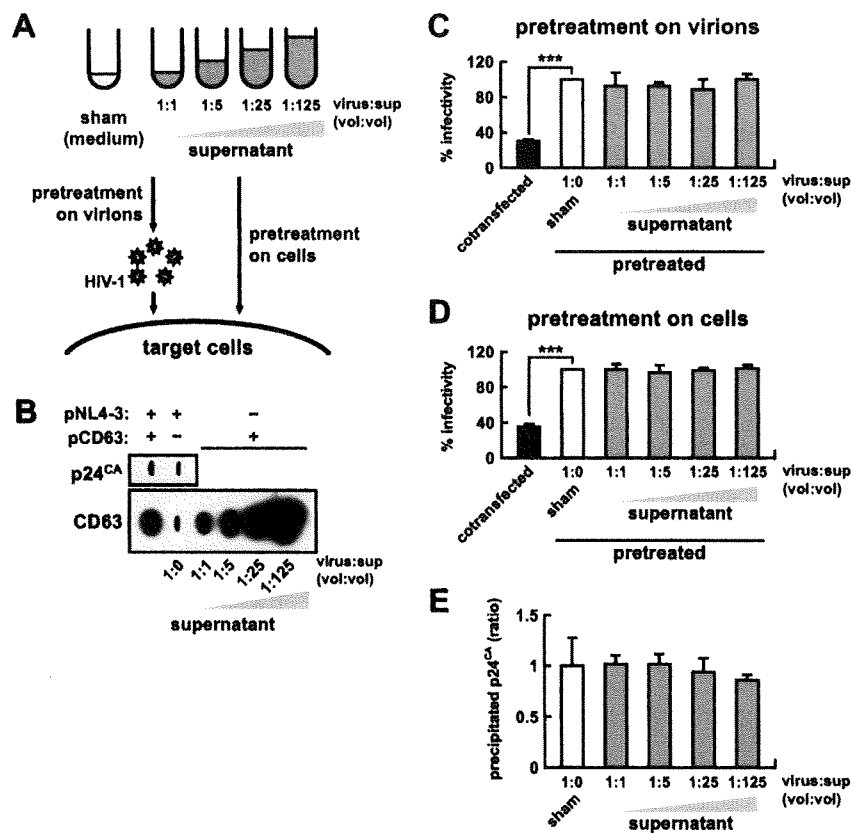 A
sham
(medium)
1:1
1:5
1:25
1:125
virus:sup
(vol:vol)
supernatant
pretreatment
on virions
HIV-1
pretreatment
on cells
target cells
B
pNL4-3: + + −
pCD63: + − +
p24CA
CD63
1:0
1:1
1:5
1:25
1:125
virus:sup
(vol:vol)
supernatant
C
pretreatment on virions
% infectivity
120
80
40
0
***
cotransfected
1:0
sham
1:1
1:5
1:25
1:125
virus:sup
(vol:vol)
supernatant
pretreated
D
pretreatment on cells
% infectivity
120
80
40
0
***
cotransfected
1:0
sham
1:1
1:5
1:25
1:125
virus:sup
(vol:vol)
supernatant
pretreated
E
precipitated p24CA (ratio)
1.5
1
0.5
0
1:0
sham
1:1
1:5
1:25
1:125
virus:sup
(vol:vol)
supernatant